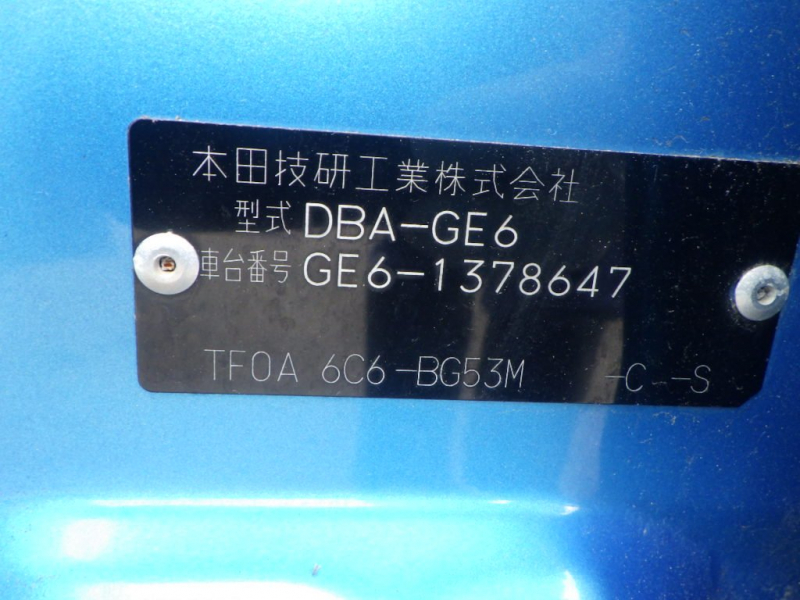 本田技研工業株式会社
型式 DBA-GE6
車台番号 GE6-1378647
TF0A 6C6-BG53M -C--S